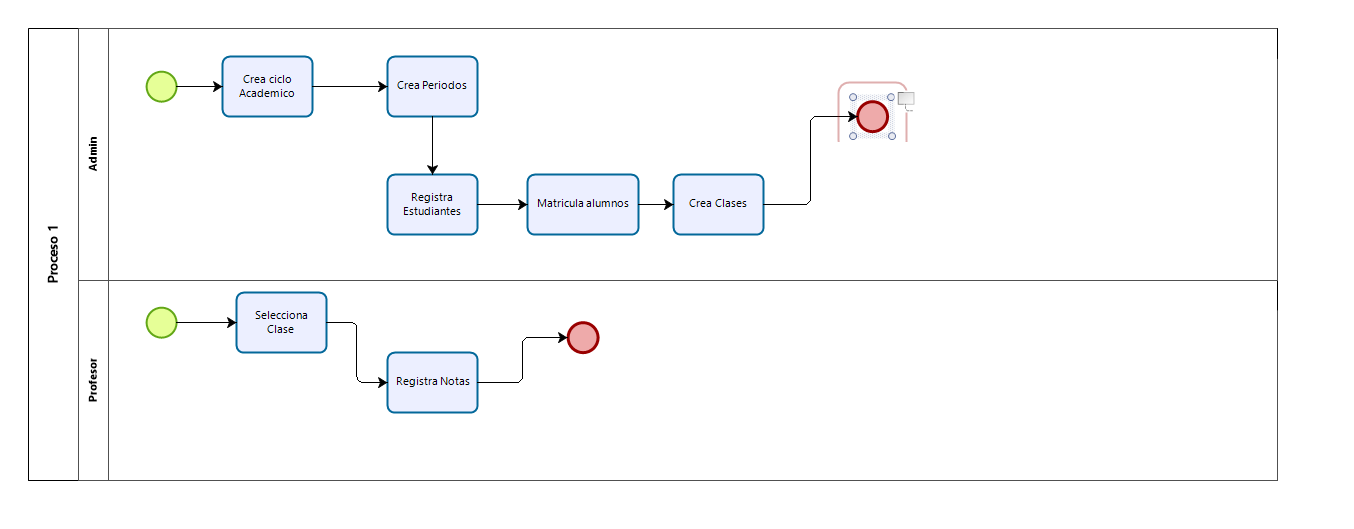 Proceso 1
Admin
Crea ciclo
Academico
Crea Periodos
Registra
Estudiantes
Matricula alumnos
Crea Clases
Profesor
Selecciona
Clase
Registra Notas